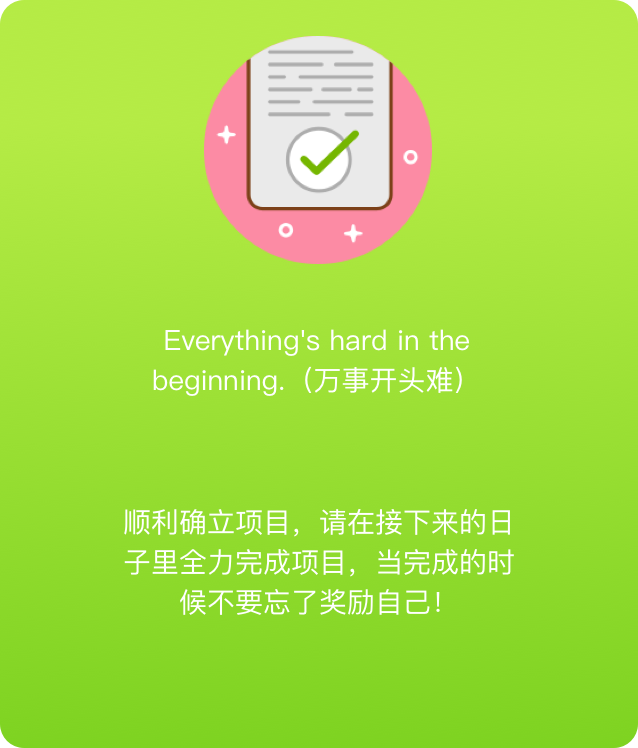 Everything's hard in the
beginning.（万事开头难）
顺利确立项目，请在接下来的日
子里全力完成项目，当完成的时
候不要忘了奖励自己！